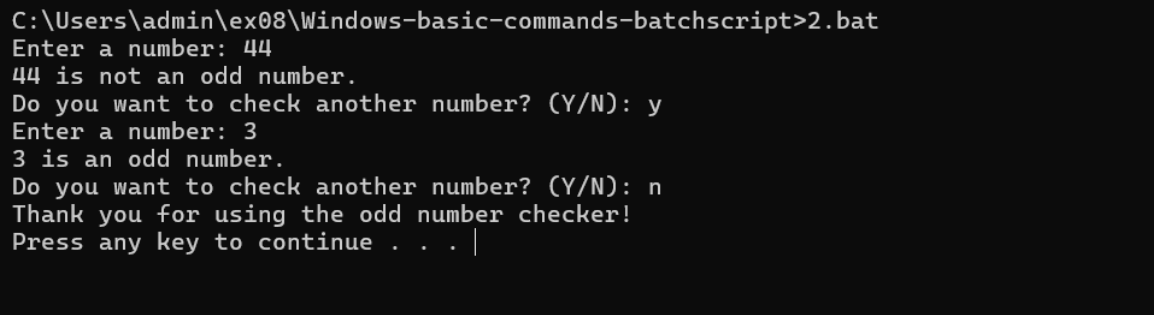 C:\Users\admin\ex08\Windows-basic-commands-batchscript>2.bat
Enter a number: 44
44 is not an odd number.
Do you want to check another number? (Y/N): y
Enter a number: 3
3 is an odd number.
Do you want to check another number? (Y/N): n
Thank you for using the odd number checker!
Press any key to continue . . .